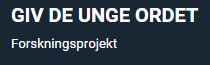 GIV DE UNGE ORDET
Forskningsprojekt